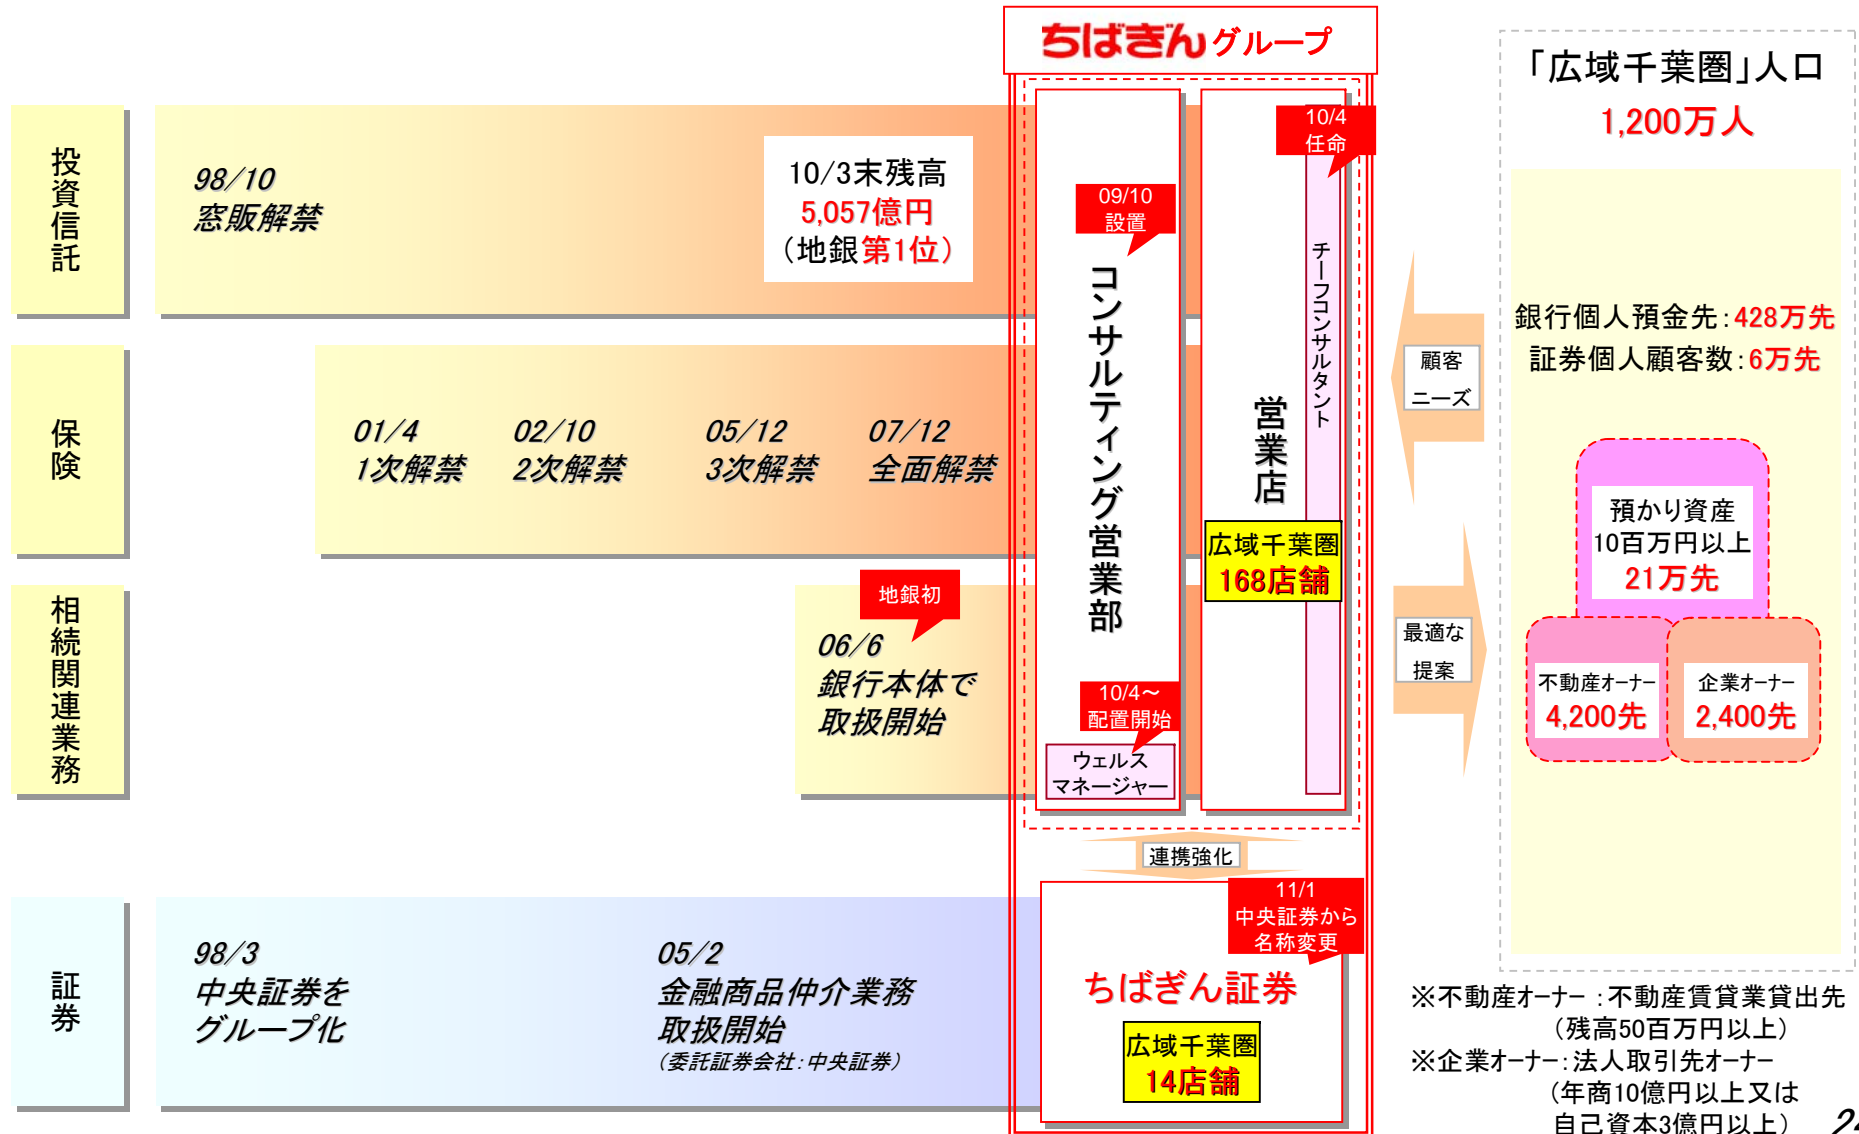 ちばぎんグループ
「広域千葉圏」人口
1,200万人
投資信託
98/10
窓販解禁
10/3末残高
5,057億円
（地銀第1位）
保険
01/4
1次解禁
02/10
2次解禁
05/12
3次解禁
07/12
全面解禁
相続関連業務
地銀初
06/6
銀行本体で
取扱開始
09/10
設置
コンサルティング営業部
10/4～
配置開始
ウェルス
マネージャー
10/4
任命
チーフコンサルタント
営業店
広域千葉圏
168店舗
顧客
ニーズ
最適な
提案
銀行個人預金先：428万先
証券個人顧客数：6万先
預かり資産
10百万円以上
21万先
不動産オーナー
4,200先
企業オーナー
2,400先
連携強化
証券
98/3
中央証券を
グループ化
05/2
金融商品仲介業務
取扱開始
（委託証券会社：中央証券）
11/1
中央証券から
名称変更
ちばぎん証券
広域千葉圏
14店舗
※不動産オーナー：不動産賃貸業貸出先
（残高50百万円以上）
※企業オーナー：法人取引先オーナー
（年商10億円以上又は
自己資本3億円以上）